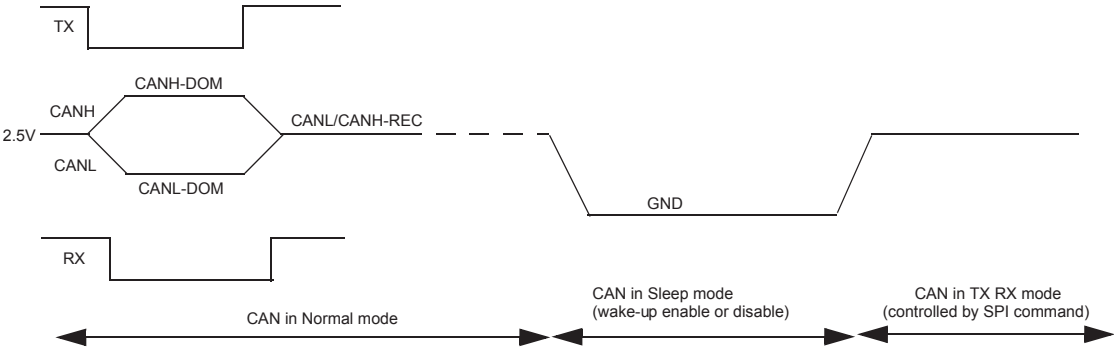 TX
CANH-DOM
CANH
CANL/CANH-REC
2.5V
CANL
CANL-DOM
GND
RX
CAN in Sleep mode
(wake-up enable or disable)
CAN in TX RX mode
(controlled by SPI command)
CAN in Normal mode